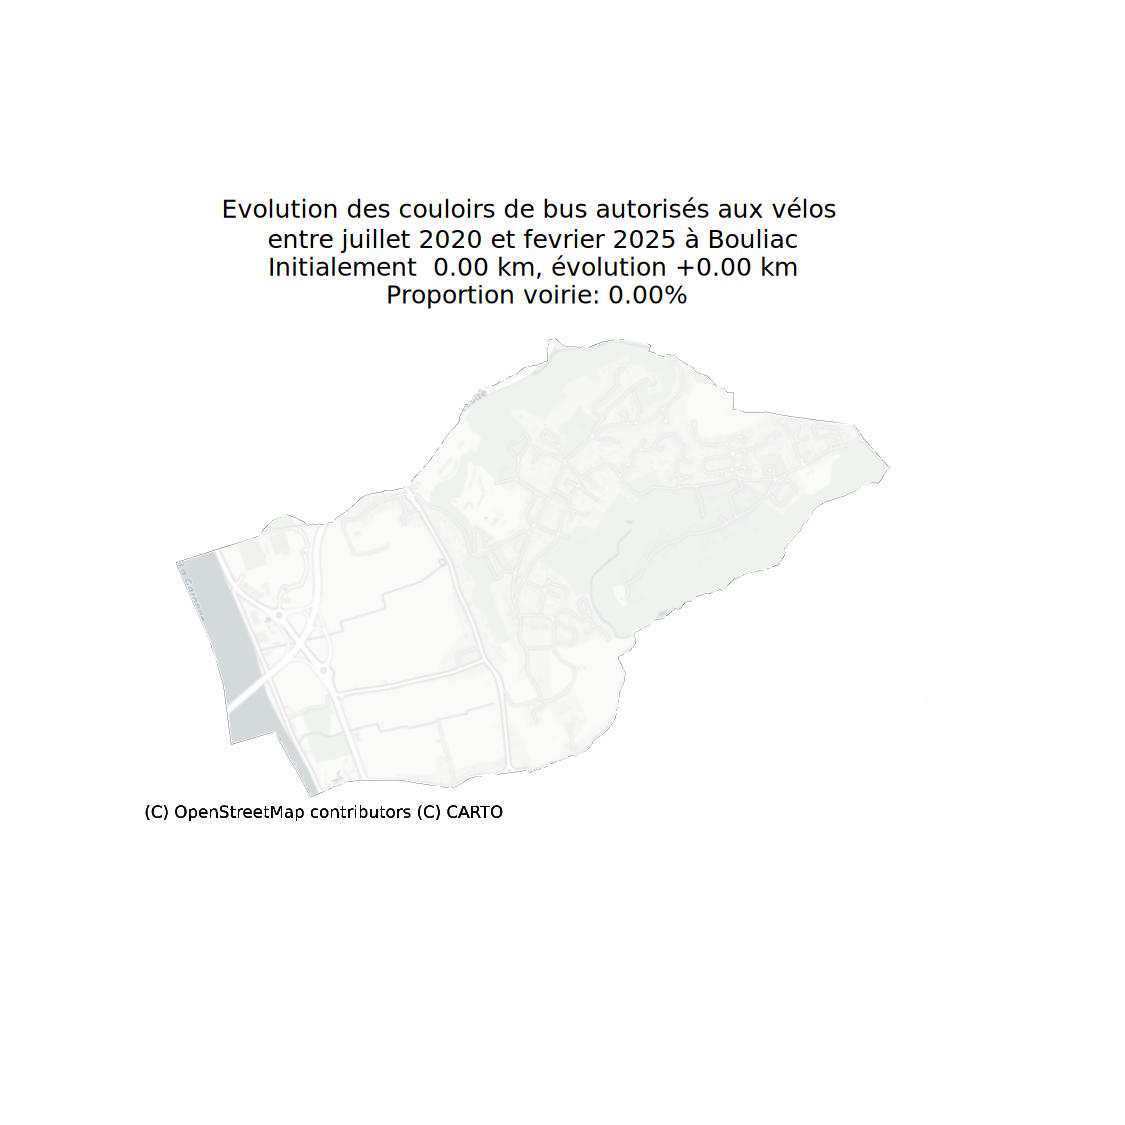 Evolution des couloirs de bus autorisés aux vélos
entre juillet 2020 et fevrier 2025 à Bouliac
Initialement  0.00 km, évolution +0.00 km
Proportion voirie: 0.00%
La Garonne
(C) OpenStreetMap contributors (C) CARTO